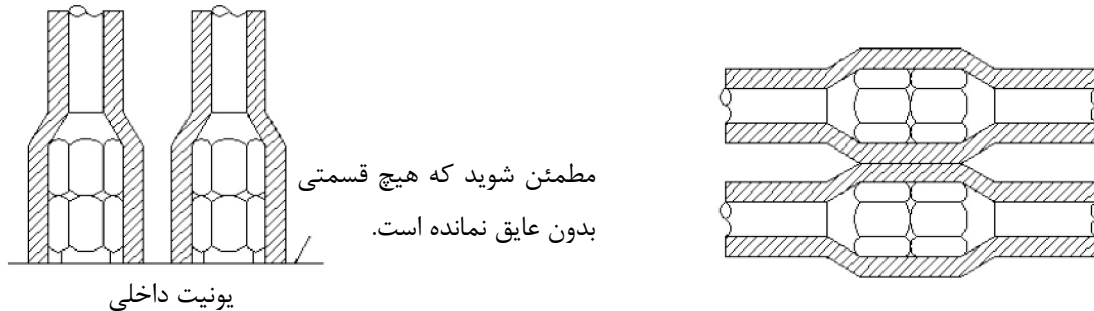 مطمئن شوید که هیچ قسمتی
بدون عایق نمانده است.
یونیت داخلی